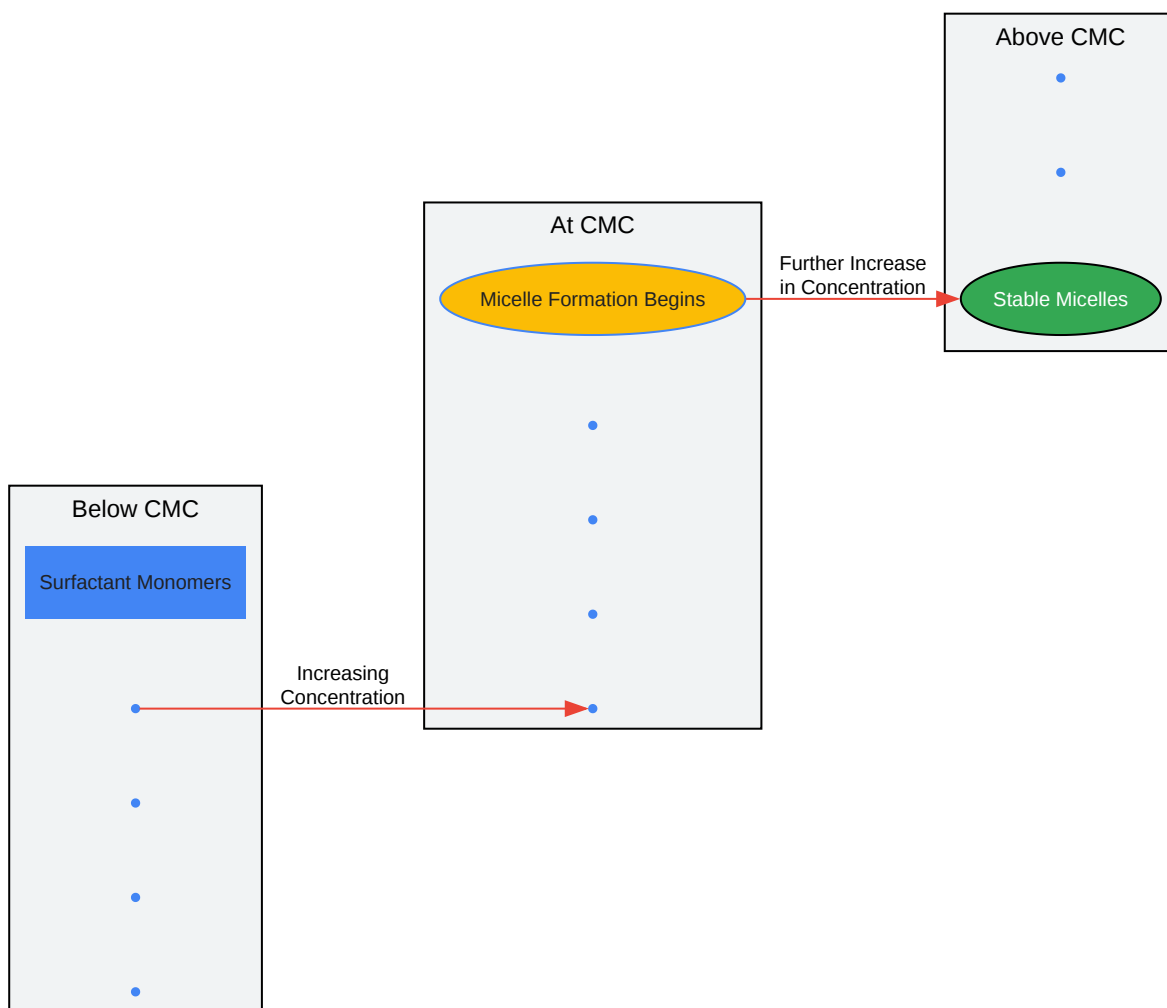 Above CMC
At CMC
Further Increase
in Concentration
Micelle Formation Begins
Stable Micelles
Below CMC
Surfactant Monomers
Increasing
Concentration